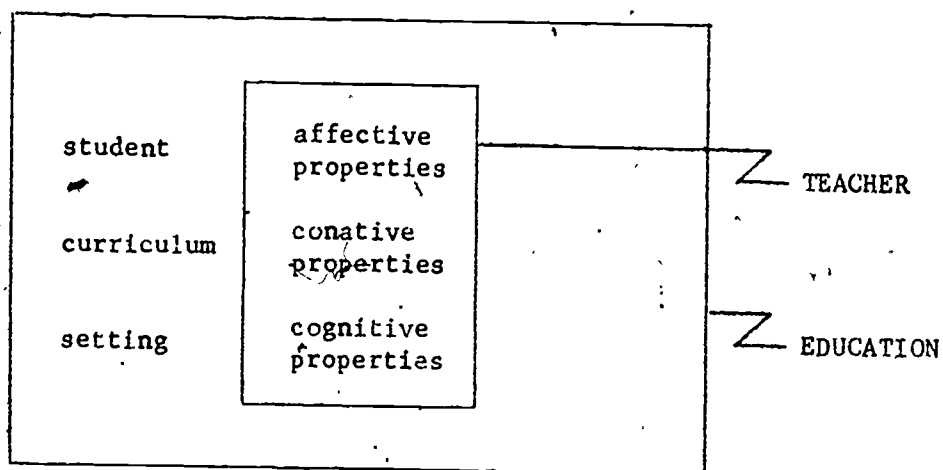 student
curriculum
setting
affective
properties
conative
properties
cognitive
properties
TEACHER
EDUCATION